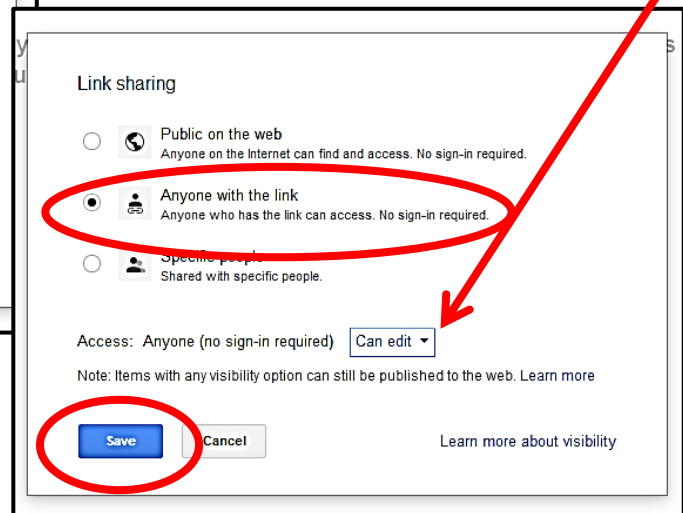 Link sharing
Public on the web
Anyone on the Internet can find and access. No sign-in required.
Anyone with the link
Anyone who has the link can access. No sign-in required.
Specific people
Shared with specific people.
Access: Anyone (no sign-in required) Can edit
Note: Items with any visibility option can still be published to the web. Learn more
Save Cancel Learn more about visibility